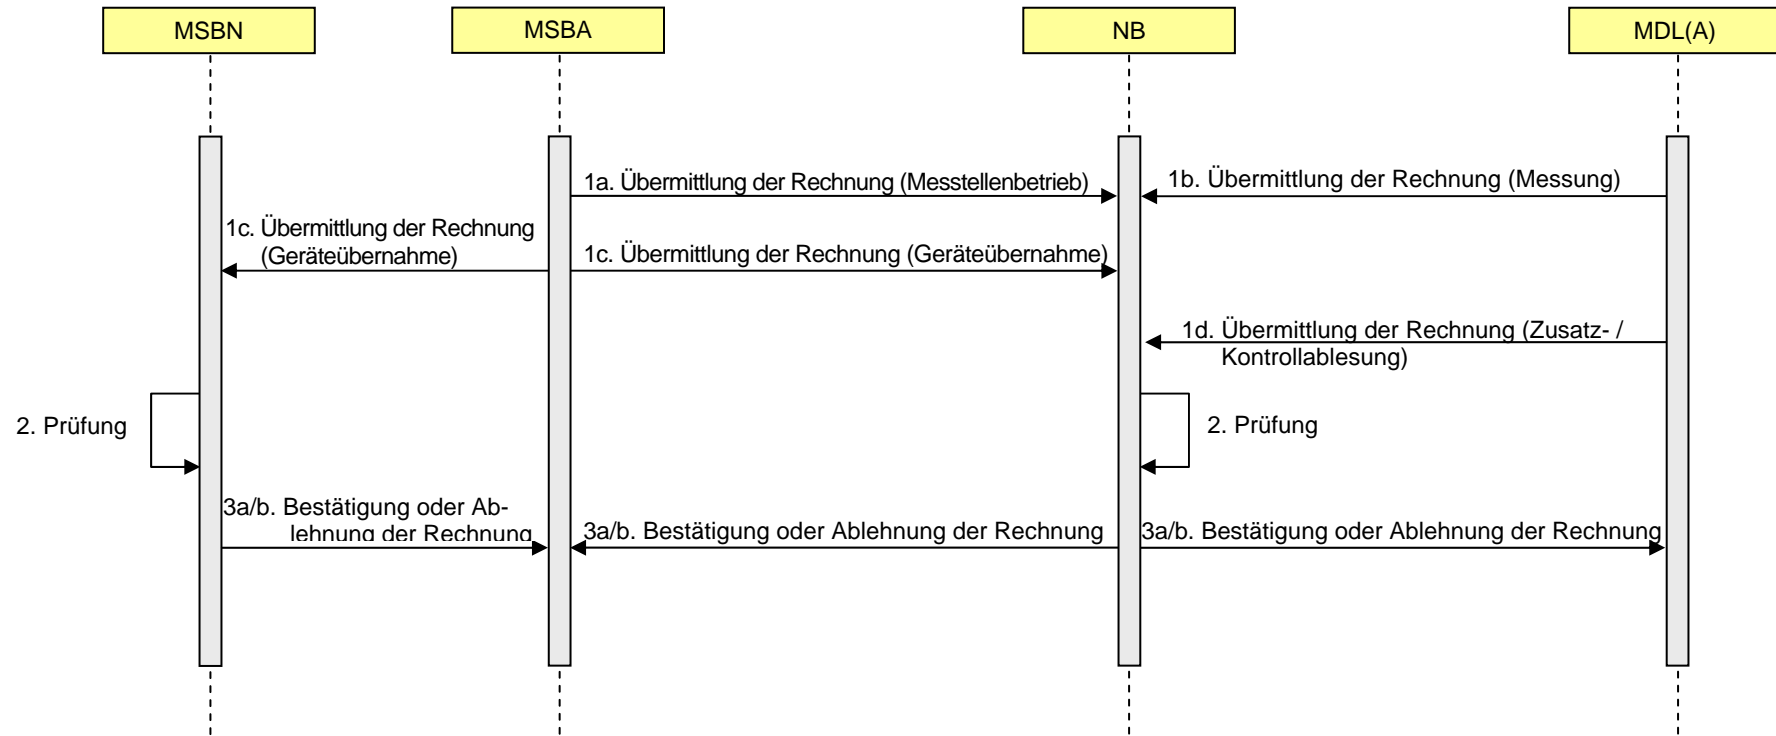 MSBN
MSBA
NB
MDL(A)
1a. Übermittlung der Rechnung (Messtellenbetrieb)
1b. Übermittlung der Rechnung (Messung)
1c. Übermittlung der Rechnung
(Geräteübernahme)
1c. Übermittlung der Rechnung (Geräteübernahme)
1d. Übermittlung der Rechnung (Zusatz- /
Kontrollablesung)
2. Prüfung
2. Prüfung
3a/b. Bestätigung oder Ab-
lehnung der Rechnung
3a/b. Bestätigung oder Ablehnung der Rechnung
3a/b. Bestätigung oder Ablehnung der Rechnung